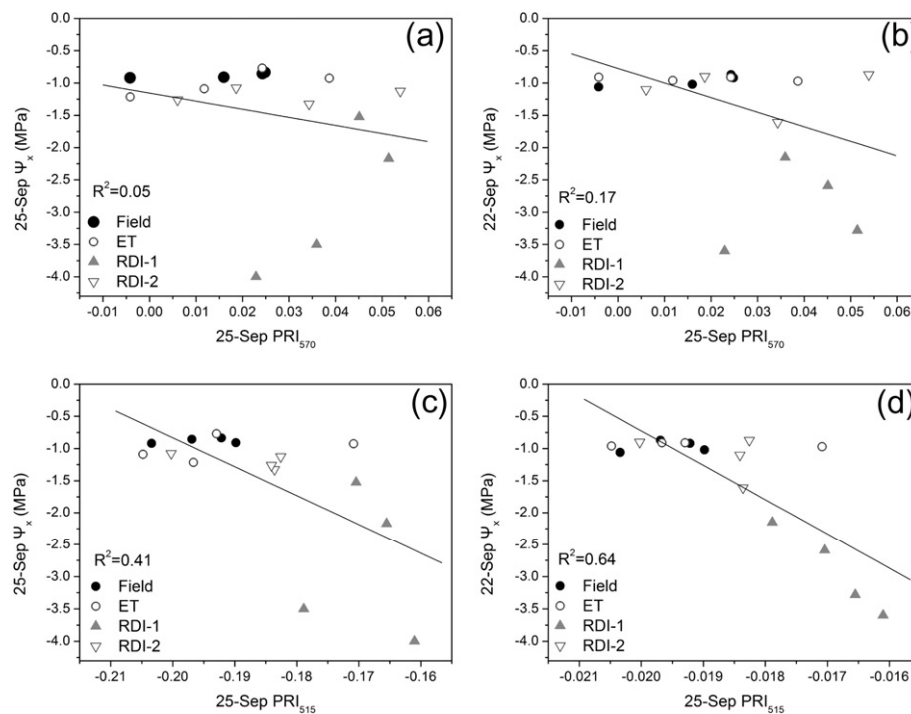 (a)
0.0
-0.5
-1.0
-1.5
-2.0
-2.5
-3.0
-3.5
-4.0
25-Sep Ψx (MPa)
R²=0.05
Field
ET
RDI-1
RDI-2
-0.01 0.00 0.01 0.02 0.03 0.04 0.05 0.06
25-Sep PRI570
(b)
0.0
-0.5
-1.0
-1.5
-2.0
-2.5
-3.0
-3.5
-4.0
22-Sep Ψx (MPa)
R²=0.17
Field
ET
RDI-1
RDI-2
-0.01 0.00 0.01 0.02 0.03 0.04 0.05 0.06
25-Sep PRI570
(c)
0.0
-0.5
-1.0
-1.5
-2.0
-2.5
-3.0
-3.5
-4.0
25-Sep Ψx (MPa)
R²=0.41
Field
ET
RDI-1
RDI-2
-0.21 -0.20 -0.19 -0.18 -0.17 -0.16
25-Sep PRI515
(d)
0.0
-0.5
-1.0
-1.5
-2.0
-2.5
-3.0
-3.5
-4.0
22-Sep Ψx (MPa)
R²=0.64
Field
ET
RDI-1
RDI-2
-0.021 -0.020 -0.019 -0.018 -0.017 -0.016
25-Sep PRI515